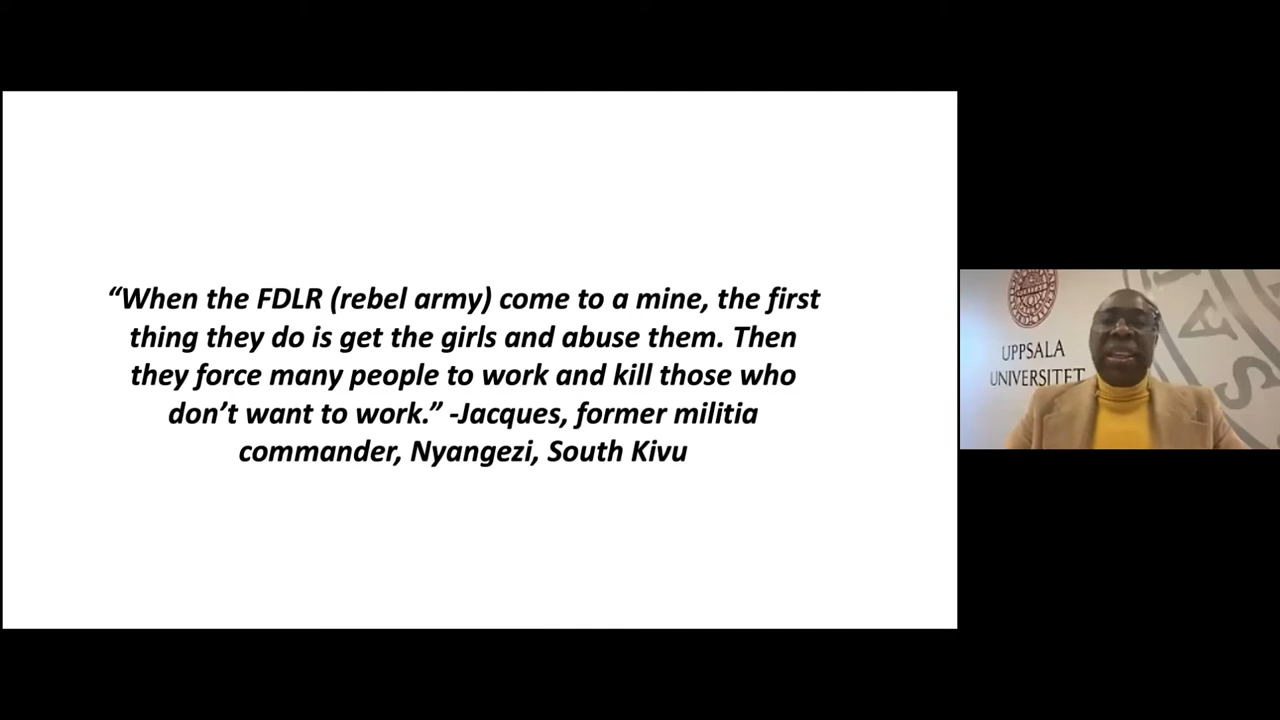 “When the FDLR (rebel army) come to a mine, the first
thing they do is get the girls and abuse them. Then
they force many people to work and kill those who
don’t want to work.” -Jacques, former militia
commander, Nyangezi, South Kivu
UPPSALA
UNIVERSITET